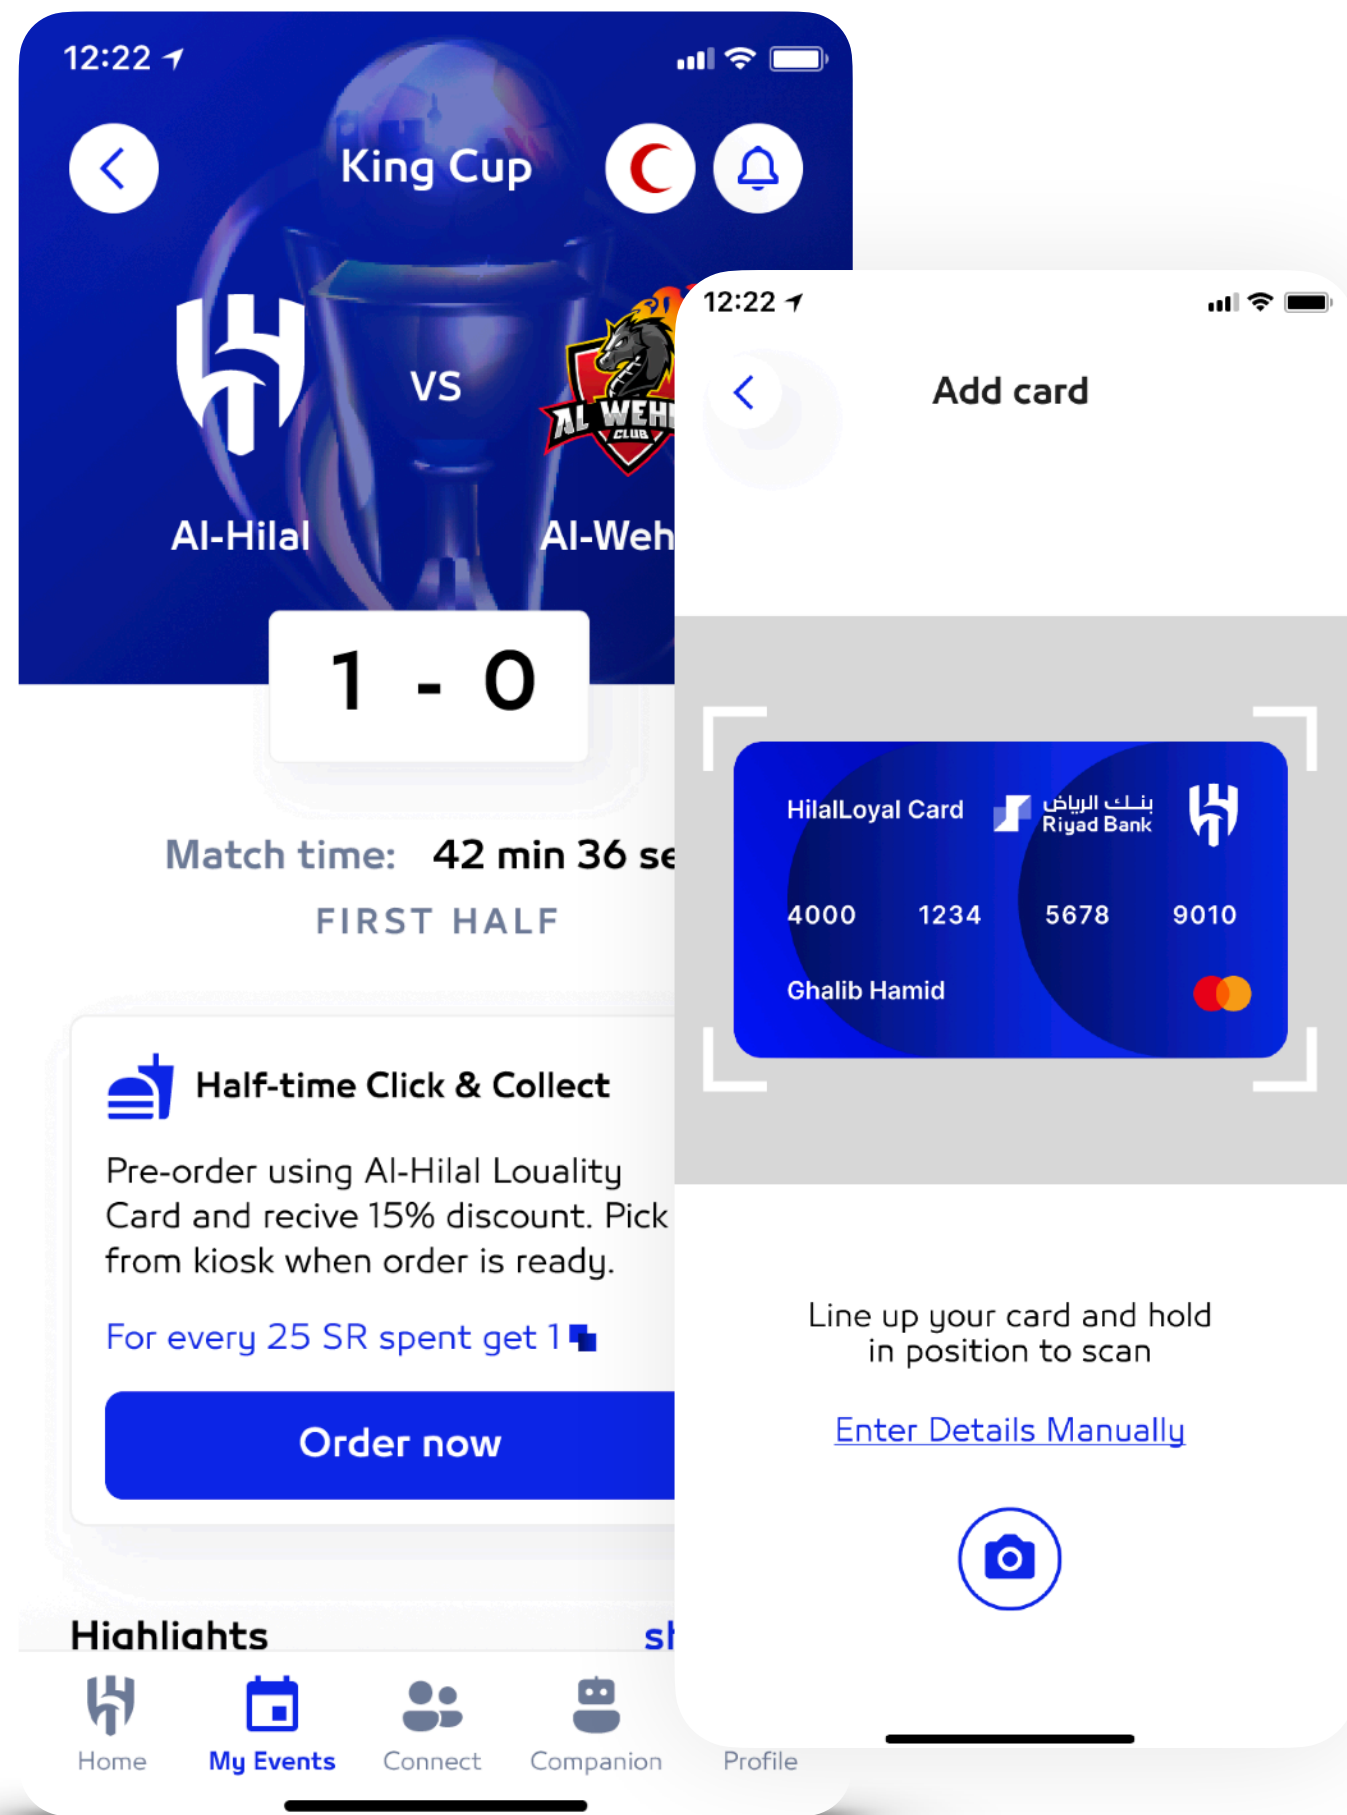 12:22
King Cup
VS
AL WEH
CLUB
Al-Hilal
Al-Weh
1 - 0
Match time: 42 min 36 se
FIRST HALF
Half-time Click & Collect
Pre-order using Al-Hilal Louality
Card and recive 15% discount. Pick
from kiosk when order is ready.
For every 25 SR spent get 1
Order now
Highlights
Home
My Events
Connect
Companion
Profile
12:22
Add card
HilalLoyal Card
بنك الرياض
Riyad Bank
4000 1234 5678 9010
Ghalib Hamid
Line up your card and hold
in position to scan
Enter Details Manually